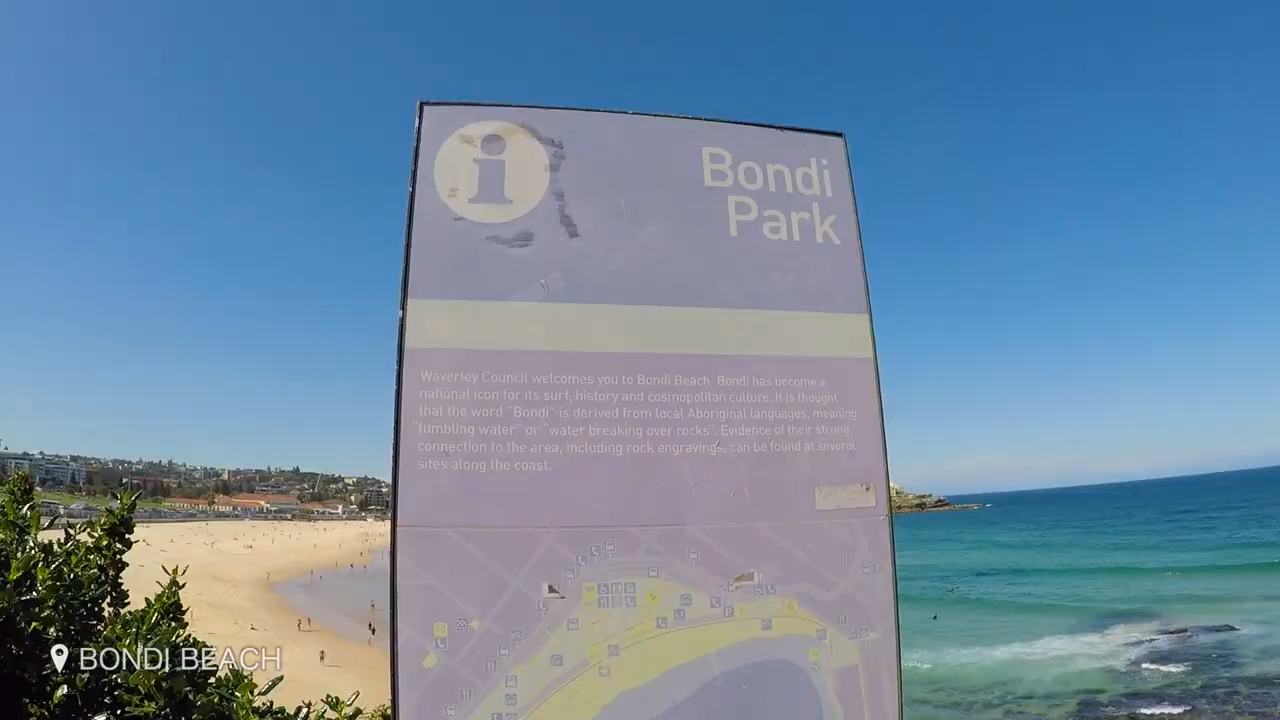 i
Bondi
Park
Waverley Council welcomes you to Bondi Beach. Bondi has become a
national icon for its surf, history and cosmopolitan culture. It is thought
that the word "Bondi" is derived from local Aboriginal languages, meaning
"tumbling water" or "water breaking over rocks". Evidence of their strong
connection to the area, including rock engravings, can be found at several
sites along the coast.
BONDI BEACH